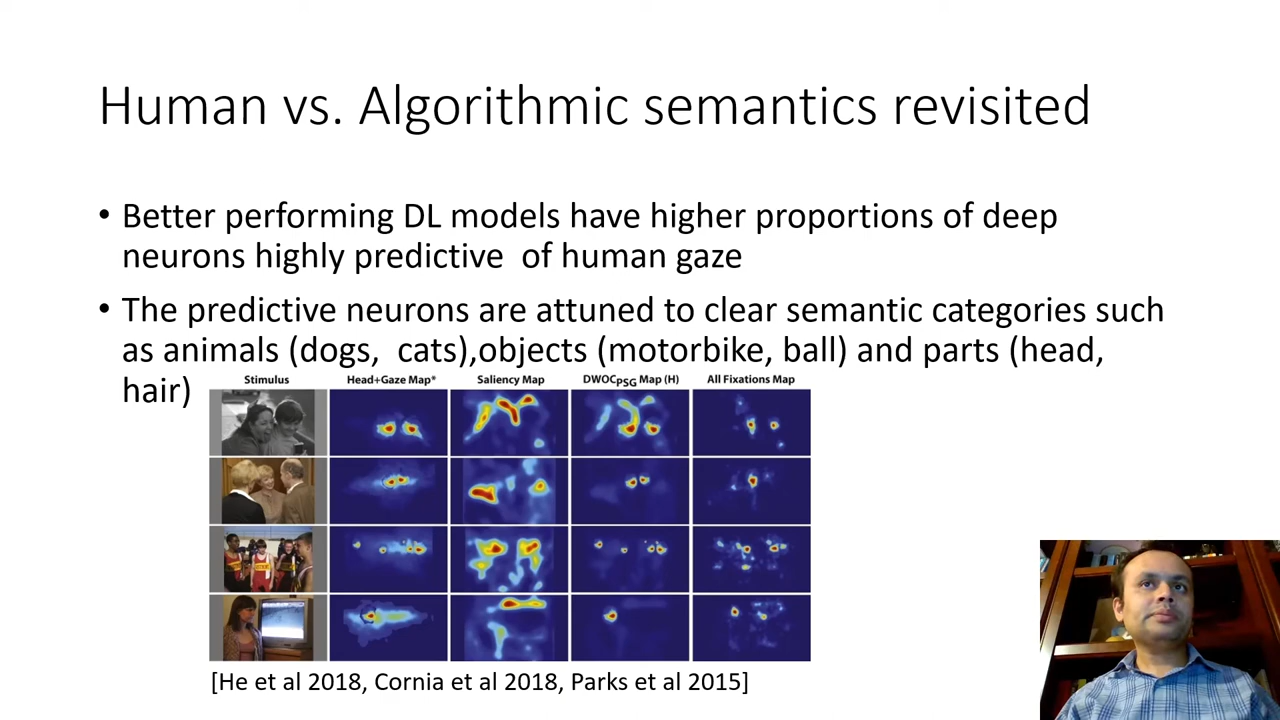 Human vs. Algorithmic semantics revisited
• Better performing DL models have higher proportions of deep
neurons highly predictive  of human gaze
• The predictive neurons are attuned to clear semantic categories such
as animals (dogs,  cats),objects (motorbike, ball) and parts (head,
hair)
Stimulus Head+Gaze Map* Saliency Map DWOCPSG Map (H) All Fixations Map
[He et al 2018, Cornia et al 2018, Parks et al 2015]